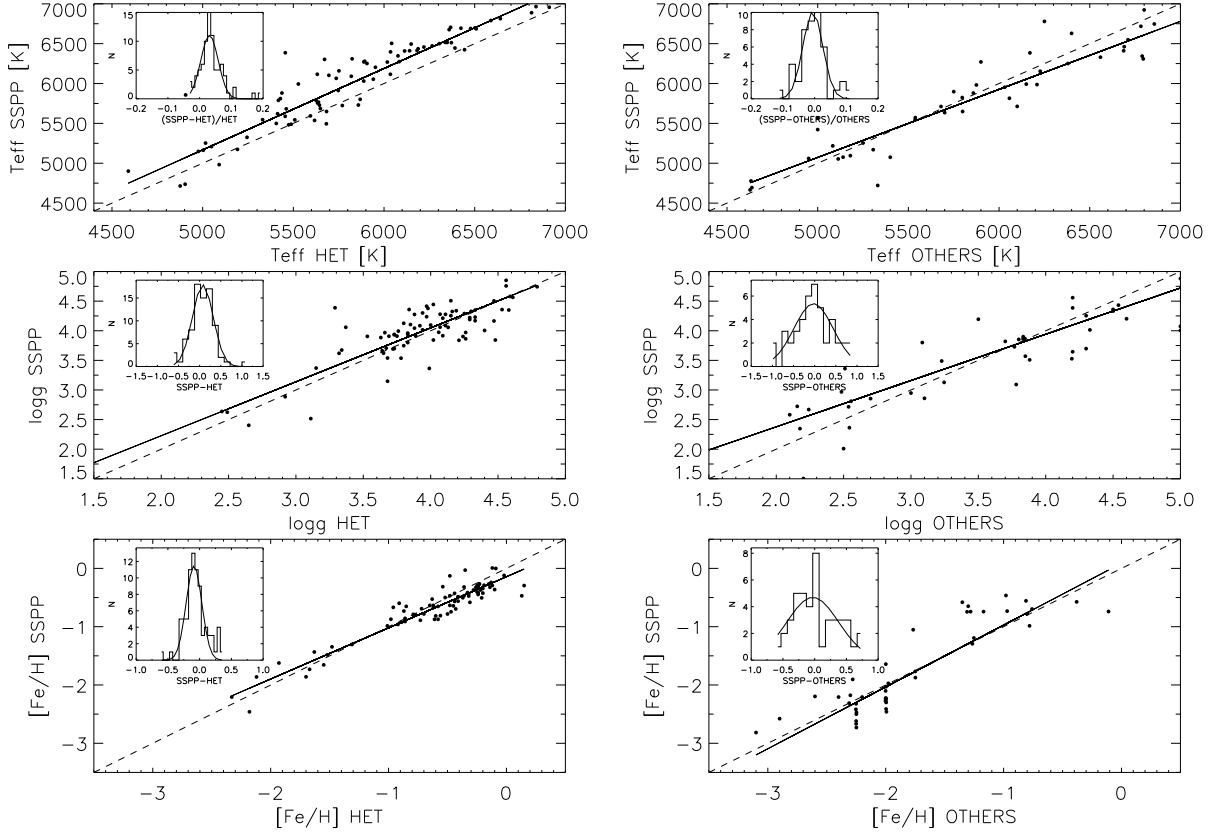 Teff SSPP [K]
7000
6500
6000
5500
5000
4500
N
15
10
5
0
-0.2 -0.1 0.0 0.1 0.2
(SSPP-HET)/HET
4500 5000 5500 6000 6500 7000
Teff HET [K]
Teff SSPP [K]
7000
6500
6000
5500
5000
4500
N
10
8
6
4
2
0
-0.2 -0.1 0.0 0.1 0.2
(SSPP-OTHERS)/OTHERS
4500 5000 5500 6000 6500 7000
Teff OTHERS [K]
logg SSPP
5.0
4.5
4.0
3.5
3.0
2.5
2.0
1.5
N
15
10
5
0
-1.5 -1.0 -0.5 0.0 0.5 1.0 1.5
SSPP-HET
1.5 2.0 2.5 3.0 3.5 4.0 4.5 5.0
logg HET
logg SSPP
5.0
4.5
4.0
3.5
3.0
2.5
2.0
1.5
N
6
4
2
0
-1.5 -1.0 -0.5 0.0 0.5 1.0 1.5
SSPP-OTHERS
1.5 2.0 2.5 3.0 3.5 4.0 4.5 5.0
logg OTHERS
[Fe/H] SSPP
0
-1
-2
-3
N
12
10
8
6
4
2
0
-1.0 -0.5 0.0 0.5 1.0
SSPP-HET
-3 -2 -1 0
[Fe/H] HET
[Fe/H] SSPP
0
-1
-2
-3
N
8
6
4
2
0
-1.0 -0.5 0.0 0.5 1.0
SSPP-OTHERS
-3 -2 -1 0
[Fe/H] OTHERS